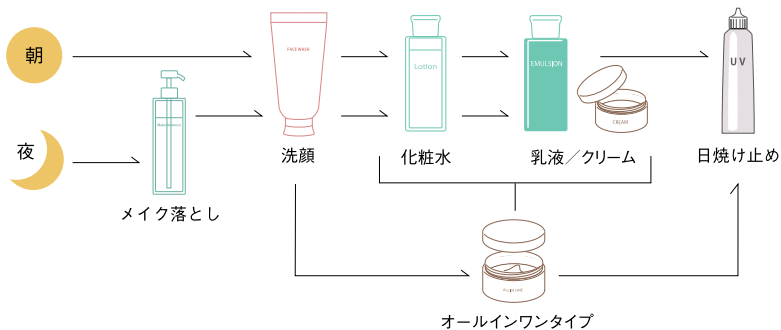 朝
夜
メイク落とし
FACE WASH
洗顔
Lotion
化粧水
EMULSION
CREAM
乳液／クリーム
UV
日焼け止め
オールインワンタイプ